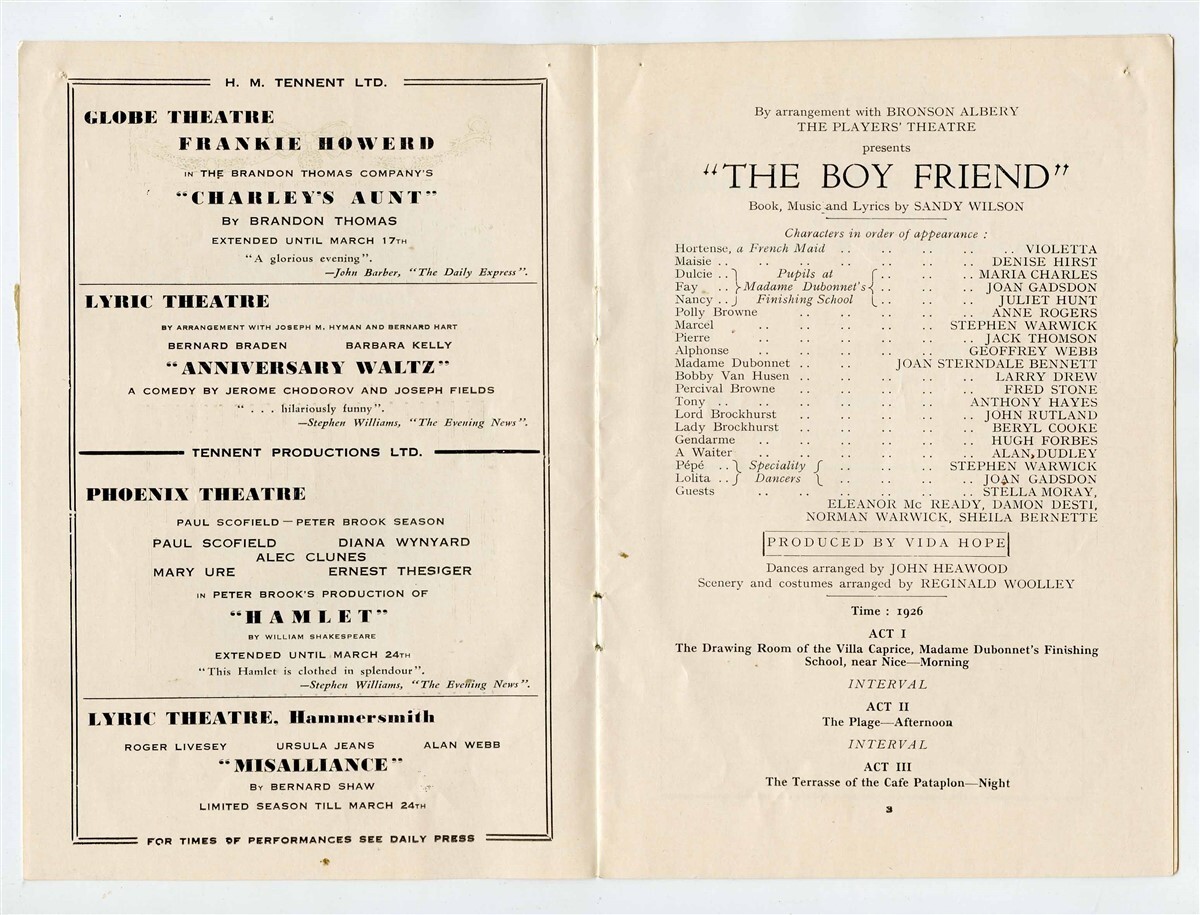 H. M. TENNENT LTD.
GLOBE THEATRE
FRANKIE HOWERD
IN THE BRANDON THOMAS COMPANY'S
"CHARLEY'S AUNT"
BY BRANDON THOMAS
EXTENDED UNTIL MARCH 17TH
"A glorious evening".
—John Barber, "The Daily Express".
LYRIC THEATRE
BY ARRANGEMENT WITH JOSEPH M. HYMAN AND BERNARD HART
BERNARD BRADEN BARBARA KELLY
"ANNIVERSARY WALTZ"
A COMEDY BY JEROME CHODOROV AND JOSEPH FIELDS
" . . . hilariously funny".
—Stephen Williams, "The Evening News".
TENNENT PRODUCTIONS LTD.
PHOENIX THEATRE
PAUL SCOFIELD — PETER BROOK SEASON
PAUL SCOFIELD DIANA WYNYARD
ALEC CLUNES
MARY URE ERNEST THESIGER
IN PETER BROOK'S PRODUCTION OF
"HAMLET"
BY WILLIAM SHAKESPEARE
EXTENDED UNTIL MARCH 24TH
"This Hamlet is clothed in splendour".
—Stephen Williams, "The Evening News".
LYRIC THEATRE, Hammersmith
ROGER LIVESEY URSULA JEANS ALAN WEBB
"MISALLIANCE"
BY BERNARD SHAW
LIMITED SEASON TILL MARCH 24TH
FOR TIMES OF PERFORMANCES SEE DAILY PRESS
By arrangement with BRONSON ALBERY
THE PLAYERS' THEATRE
presents
"THE BOY FRIEND"
Book, Music and Lyrics by SANDY WILSON
Characters in order of appearance :
Hortense, a French Maid .. .. .. .. .. VIOLETTA
Maisie .. .. .. .. .. .. .. DENISE HIRST
Dulcie .. } Pupils at { .. .. .. MARIA CHARLES
Fay .. } Madame Dubonnet's { .. .. .. JOAN GADSDON
Nancy .. } Finishing School { .. .. .. JULIET HUNT
Polly Browne .. .. .. .. .. ANNE ROGERS
Marcel .. .. .. .. .. STEPHEN WARWICK
Pierre .. .. .. .. .. .. JACK THOMSON
Alphonse .. .. .. .. .. .. GEOFFREY WEBB
Madame Dubonnet .. .. .. JOAN STERNDALE BENNETT
Bobby Van Husen .. .. .. .. .. LARRY DREW
Percival Browne .. .. .. .. .. FRED STONE
Tony .. .. .. .. .. .. .. ANTHONY HAYES
Lord Brockhurst .. .. .. .. .. JOHN RUTLAND
Lady Brockhurst .. .. .. .. .. BERYL COOKE
Gendarme .. .. .. .. .. .. HUGH FORBES
A Waiter .. .. .. .. .. .. ALAN DUDLEY
Pépé .. } Speciality { .. .. .. STEPHEN WARWICK
Lolita .. } Dancers { .. .. .. .. JOAN GADSDON
Guests .. .. .. .. .. .. STELLA MORAY,
ELEANOR Mc READY, DAMON DESTI,
NORMAN WARWICK, SHEILA BERNETTE
PRODUCED BY VIDA HOPE
Dances arranged by JOHN HEAWOOD
Scenery and costumes arranged by REGINALD WOOLLEY
Time : 1926
ACT I
The Drawing Room of the Villa Caprice, Madame Dubonnet's Finishing
School, near Nice—Morning
INTERVAL
ACT II
The Plage—Afternoon
INTERVAL
ACT III
The Terrasse of the Cafe Pataplon—Night
3